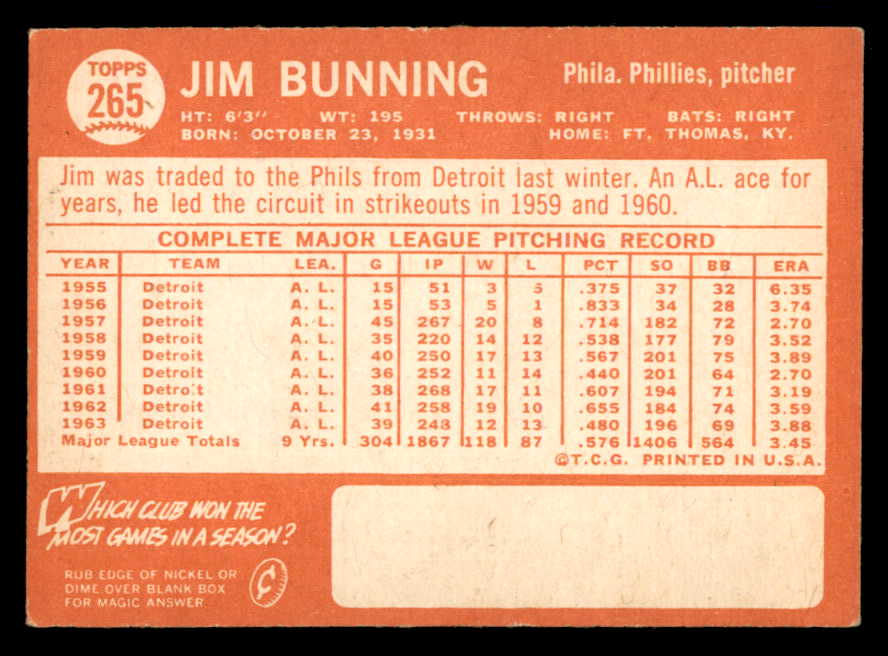 TOPPS
265
JIM BUNNING
Phila. Phillies, pitcher
HT: 6'3" WT: 195 THROWS: RIGHT BATS: RIGHT
BORN: OCTOBER 23, 1931 HOME: FT. THOMAS, KY.
Jim was traded to the Phils from Detroit last winter. An A.L. ace for
years, he led the circuit in strikeouts in 1959 and 1960.
COMPLETE MAJOR LEAGUE PITCHING RECORD
YEAR TEAM LEA. G IP W L PCT SO BB ERA
1955 Detroit A. L. 15 51 3 5 .375 37 32 6.35
1956 Detroit A. L. 15 53 5 1 .833 34 28 3.74
1957 Detroit A. L. 45 267 20 8 .714 182 72 2.70
1958 Detroit A. L. 35 220 14 12 .538 177 79 3.52
1959 Detroit A. L. 40 250 17 13 .567 201 75 3.89
1960 Detroit A. L. 36 252 11 14 .440 201 64 2.70
1961 Detroit A. L. 38 268 17 11 .607 194 71 3.19
1962 Detroit A. L. 41 258 19 10 .655 184 74 3.59
1963 Detroit A. L. 39 248 12 13 .480 196 69 3.88
Major League Totals 9 Yrs. 304 1867 118 87 .576 1406 564 3.45
©T.C.G. PRINTED IN U.S.A.
WHICH CLUB WON THE
MOST GAMES IN A SEASON?
RUB EDGE OF NICKEL OR
DIME OVER BLANK BOX
FOR MAGIC ANSWER
¢